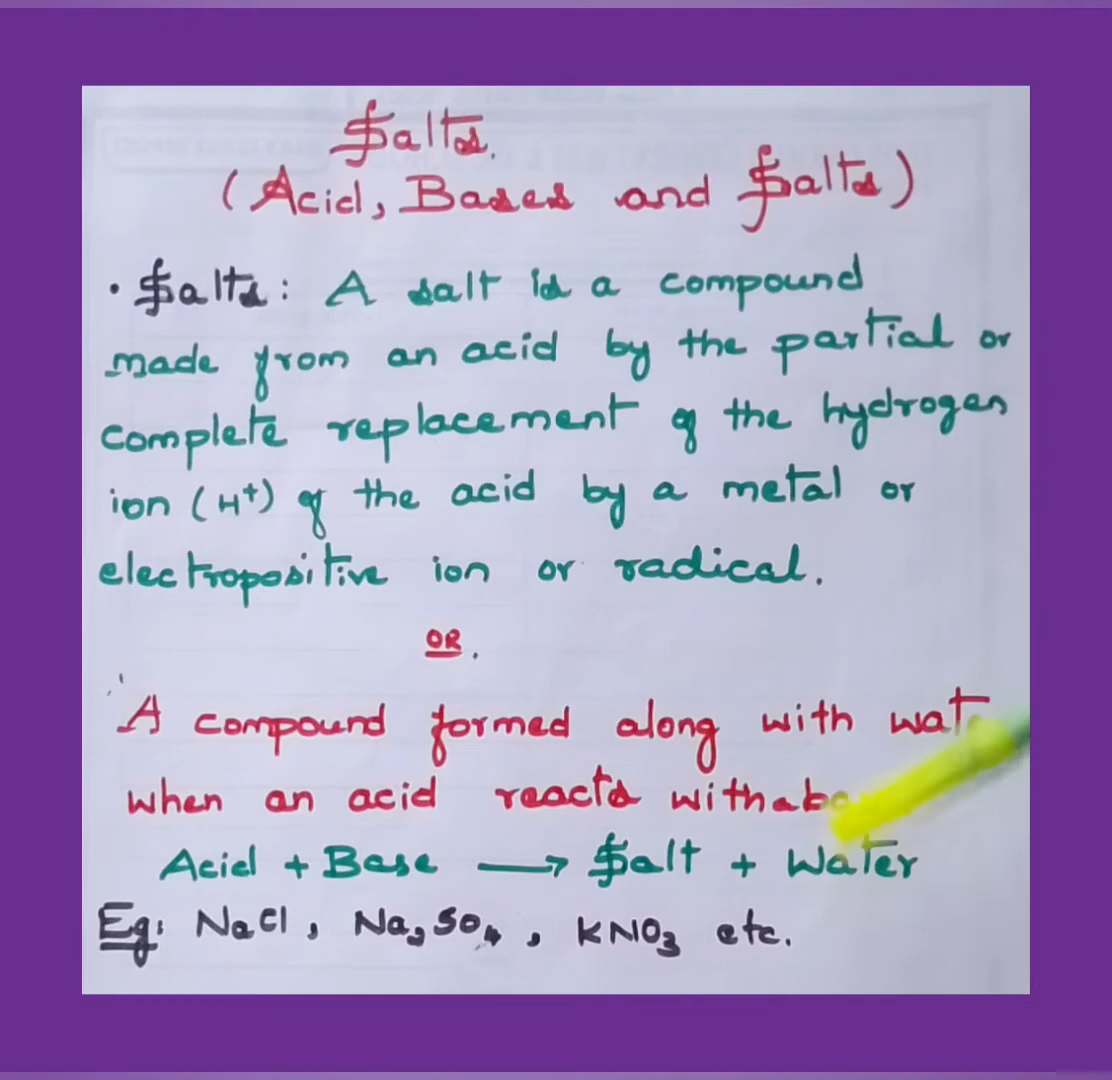 Salts.
(Acid, Bases and Salts)
• Salts: A salt is a compound
made from an acid by the partial or
complete replacement of the hydrogen
ion (H⁺) of the acid by a metal or
electropositive ion or radical.
OR.
A compound formed along with
when an acid reacts with a
Acid + Base → Salt + Water
Eg: NaCl, Na₂SO₄, KNO₃ etc.